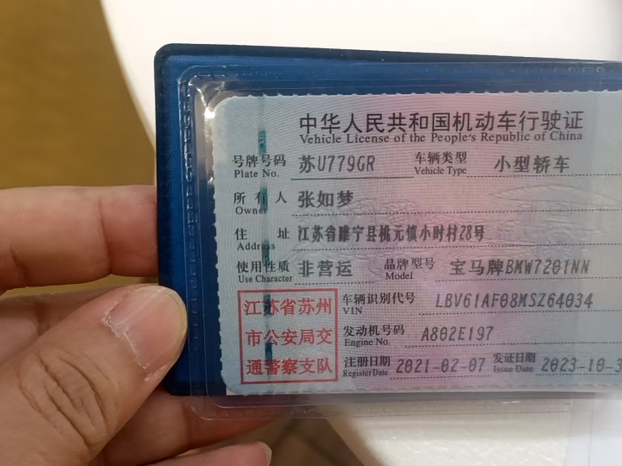 中华人民共和国机动车行驶证
Vehicle License of the People's Republic of China
号牌号码 苏U779GR 车辆类型 小型轿车
Plate No. Vehicle Type
所有人 张如梦
Owner
住址 江苏省睢宁县桃元镇小时村28号
Address
使用性质 非营运 品牌型号 宝马牌BMW7201NN
Use Character Model
江苏省苏州
市公安局交
通警察支队
车辆识别代号 LBV61AF08MSZ64034
VIN
发动机号码 A802E197
Engine No.
注册日期 2021-02-07 发证日期 2023-10-3
Register Date Issue Date